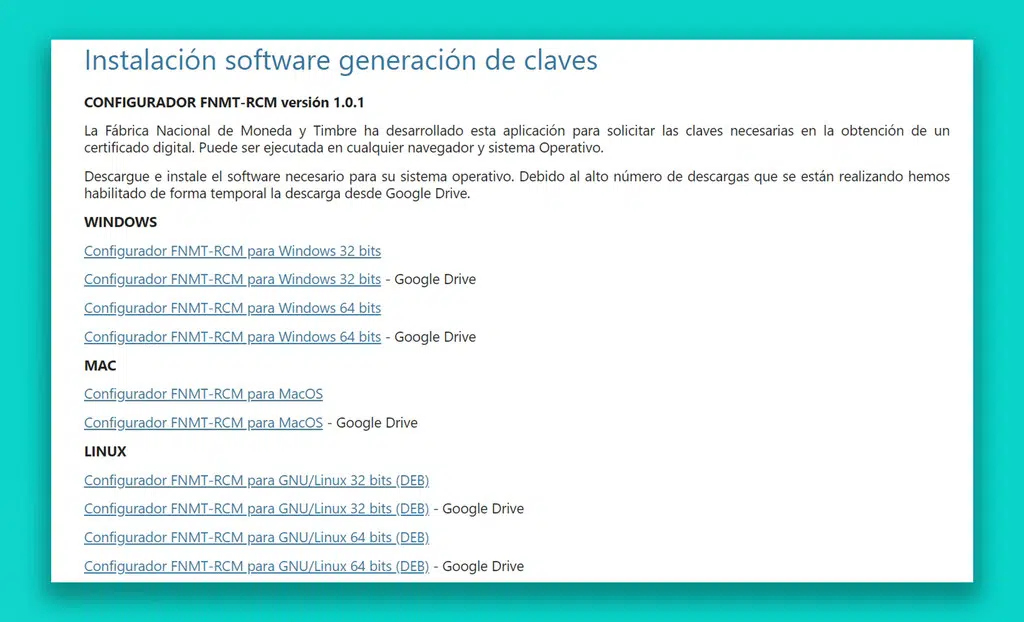 Instalación software generación de claves
CONFIGURADOR FNMT-RCM versión 1.0.1
La Fábrica Nacional de Moneda y Timbre ha desarrollado esta aplicación para solicitar las claves necesarias en la obtención de un
certificado digital. Puede ser ejecutada en cualquier navegador y sistema Operativo.
Descargue e instale el software necesario para su sistema operativo. Debido al alto número de descargas que se están realizando hemos
habilitado de forma temporal la descarga desde Google Drive.
WINDOWS
Configurador FNMT-RCM para Windows 32 bits
Configurador FNMT-RCM para Windows 32 bits - Google Drive
Configurador FNMT-RCM para Windows 64 bits
Configurador FNMT-RCM para Windows 64 bits - Google Drive
MAC
Configurador FNMT-RCM para MacOS
Configurador FNMT-RCM para MacOS - Google Drive
LINUX
Configurador FNMT-RCM para GNU/Linux 32 bits (DEB)
Configurador FNMT-RCM para GNU/Linux 32 bits (DEB) - Google Drive
Configurador FNMT-RCM para GNU/Linux 64 bits (DEB)
Configurador FNMT-RCM para GNU/Linux 64 bits (DEB) - Google Drive